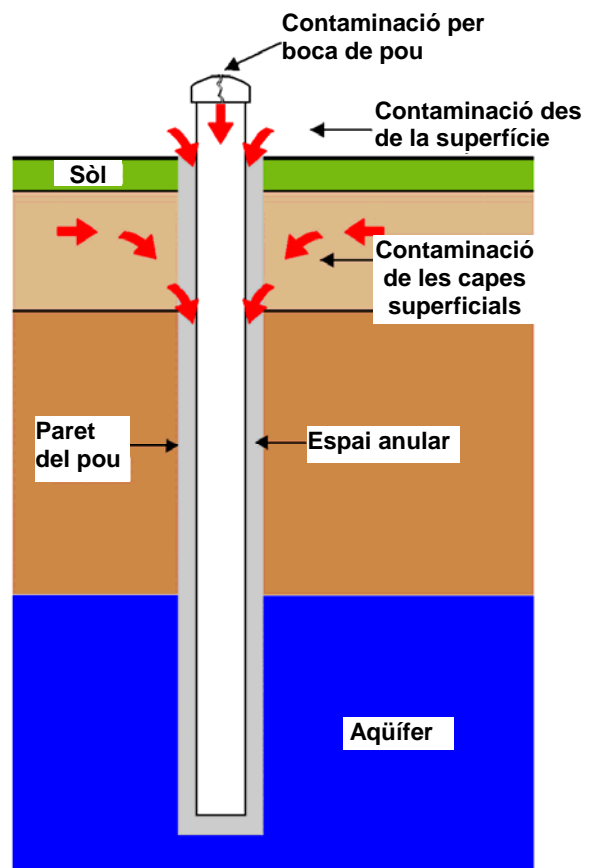 Contaminació per
boca de pou
Contaminació des
de la superfície
Sòl
Contaminació
de les capes
superficials
Paret
del pou
Espai anular
Aqüífer